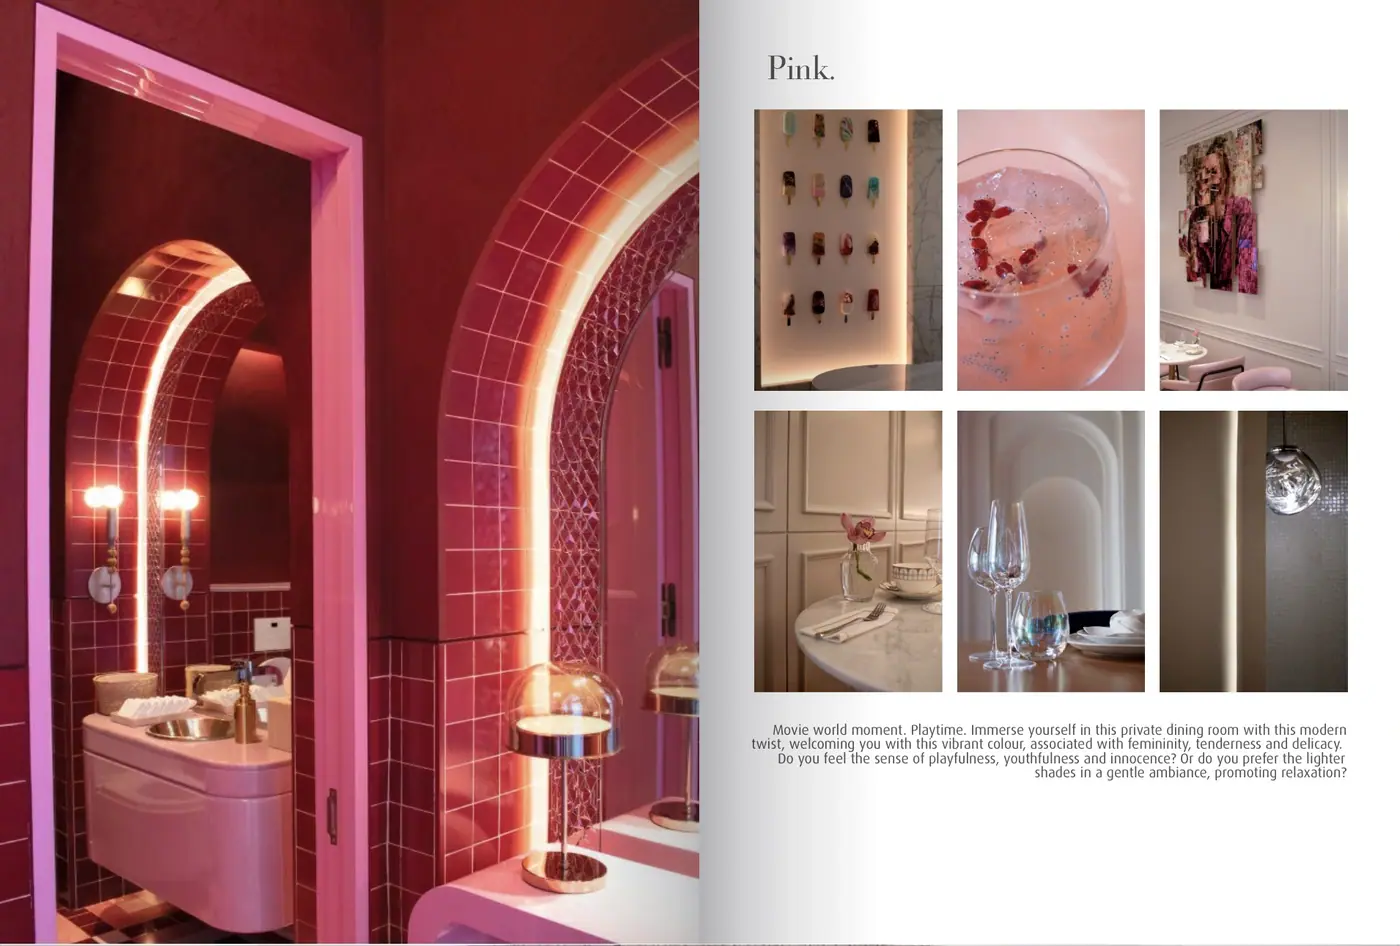 Pink.
Movie world moment. Playtime. Immerse yourself in this private dining room with this modern
twist, welcoming you with this vibrant colour, associated with femininity, tenderness and delicacy.
Do you feel the sense of playfulness, youthfulness and innocence? Or do you prefer the lighter
shades in a gentle ambiance, promoting relaxation?